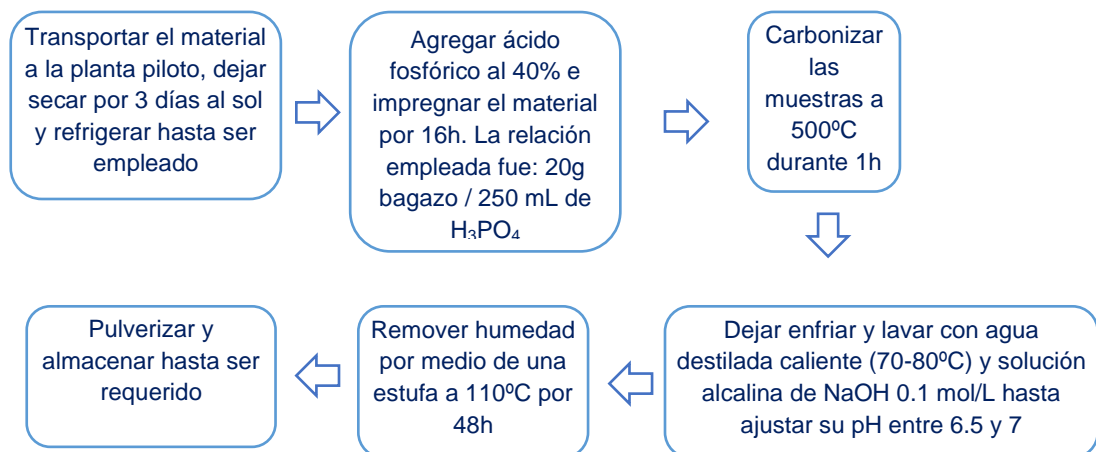 Transportar el material
a la planta piloto, dejar
secar por 3 días al sol
y refrigerar hasta ser
empleado
Agregar ácido
fosfórico al 40% e
impregnar el material
por 16h. La relación
empleada fue: 20g
bagazo / 250 mL de
H₃PO₄
Carbonizar
las
muestras a
500ºC
durante 1h
Dejar enfriar y lavar con agua
destilada caliente (70-80ºC) y solución
alcalina de NaOH 0.1 mol/L hasta
ajustar su pH entre 6.5 y 7
Remover humedad
por medio de una
estufa a 110ºC por
48h
Pulverizar y
almacenar hasta ser
requerido